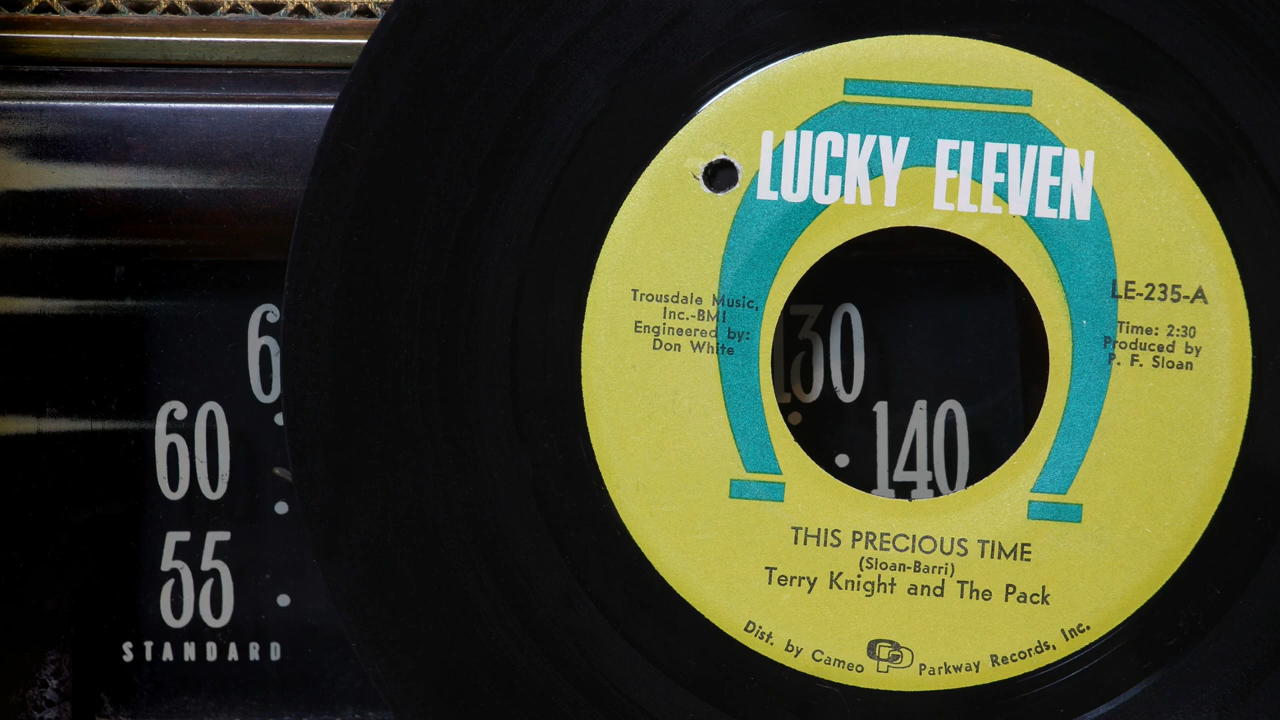 LUCKY ELEVEN
Trousdale Music,
Inc.-BMI
Engineered by:
Don White
LE-235-A
Time: 2:30
Produced by
P. F. Sloan
THIS PRECIOUS TIME
(Sloan-Barri)
Terry Knight and The Pack
Dist. by Cameo CP Parkway Records, Inc.
6
60
55
STANDARD
130
140